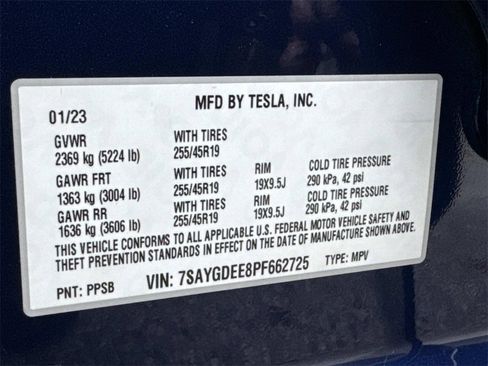 MFD BY TESLA, INC.
01/23
GVWR WITH TIRES
2369 kg (5224 lb) 255/45R19
GAWR FRT WITH TIRES RIM COLD TIRE PRESSURE
1363 kg (3004 lb) 255/45R19 19X9.5J 290 kPa, 42 psi
GAWR RR WITH TIRES RIM COLD TIRE PRESSURE
1636 kg (3606 lb) 255/45R19 19X9.5J 290 kPa, 42 psi
THIS VEHICLE CONFORMS TO ALL APPLICABLE U.S. FEDERAL MOTOR VEHICLE SAFETY AND
THEFT PREVENTION STANDARDS IN EFFECT ON THE DATE OF MANUFACTURE SHOWN ABOVE.
PNT: PPSB VIN: 7SAYGDEE8PF662725 TYPE: MPV